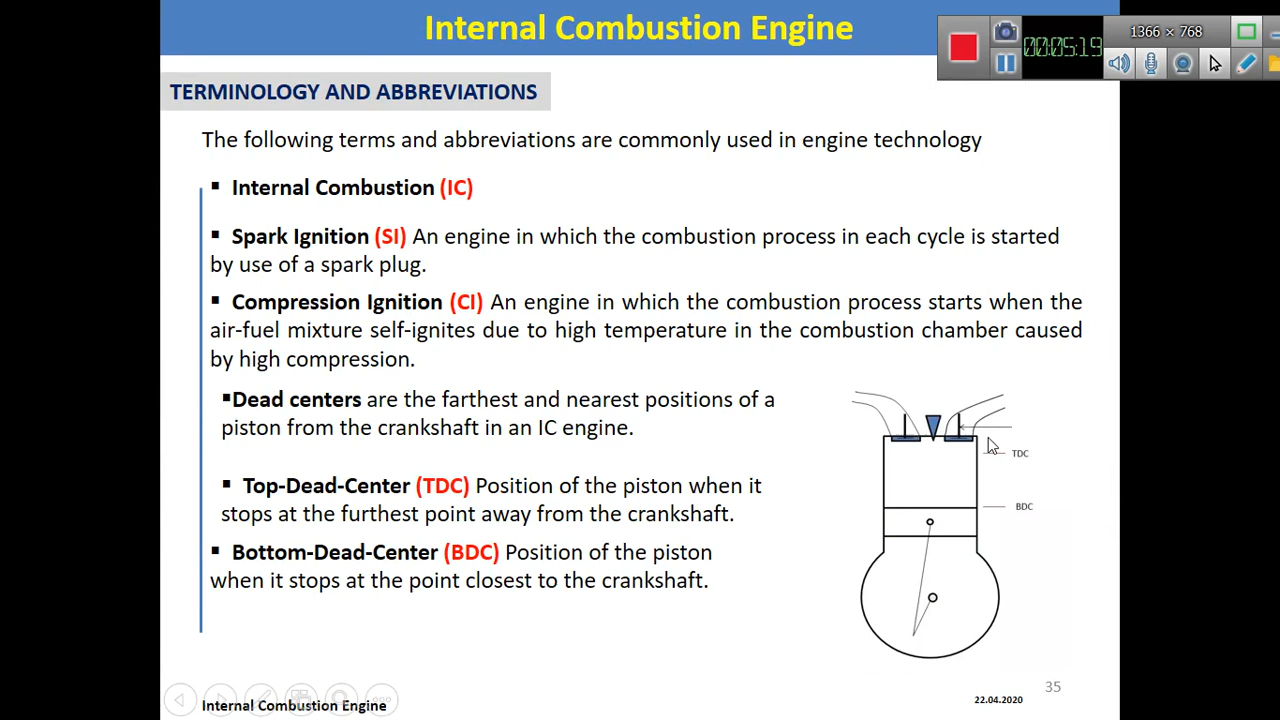 Internal Combustion Engine
1366 × 768
00:05:19
TERMINOLOGY AND ABBREVIATIONS
The following terms and abbreviations are commonly used in engine technology
▪ Internal Combustion (IC)
▪ Spark Ignition (SI) An engine in which the combustion process in each cycle is started
by use of a spark plug.
▪ Compression Ignition (CI) An engine in which the combustion process starts when the
air-fuel mixture self-ignites due to high temperature in the combustion chamber caused
by high compression.
▪Dead centers are the farthest and nearest positions of a
piston from the crankshaft in an IC engine.
▪ Top-Dead-Center (TDC) Position of the piston when it
stops at the furthest point away from the crankshaft.
▪ Bottom-Dead-Center (BDC) Position of the piston
when it stops at the point closest to the crankshaft.
TDC
BDC
35
Internal Combustion Engine
22.04.2020